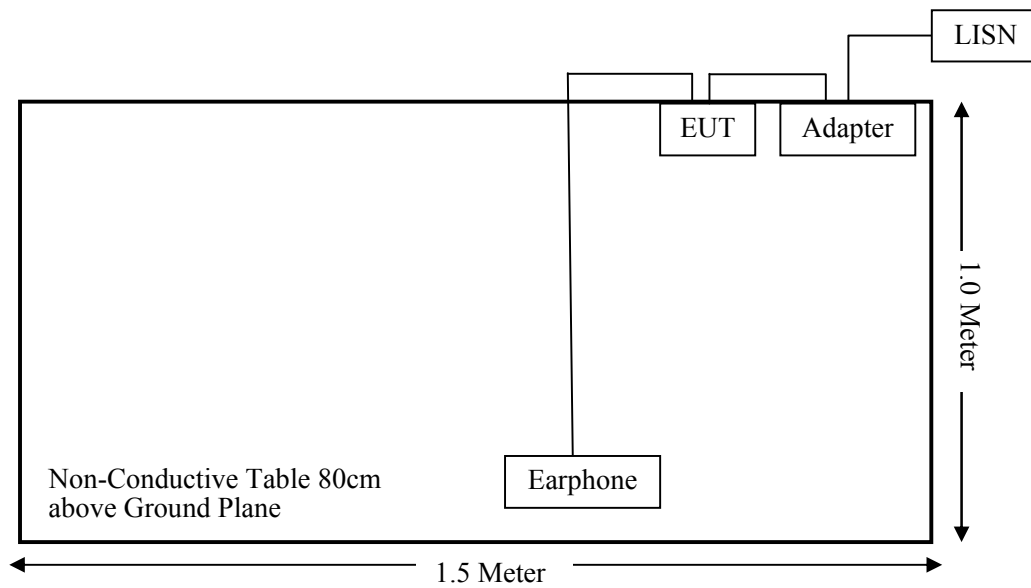 LISN
EUT
Adapter
1.0 Meter
Non-Conductive Table 80cm
above Ground Plane
Earphone
1.5 Meter